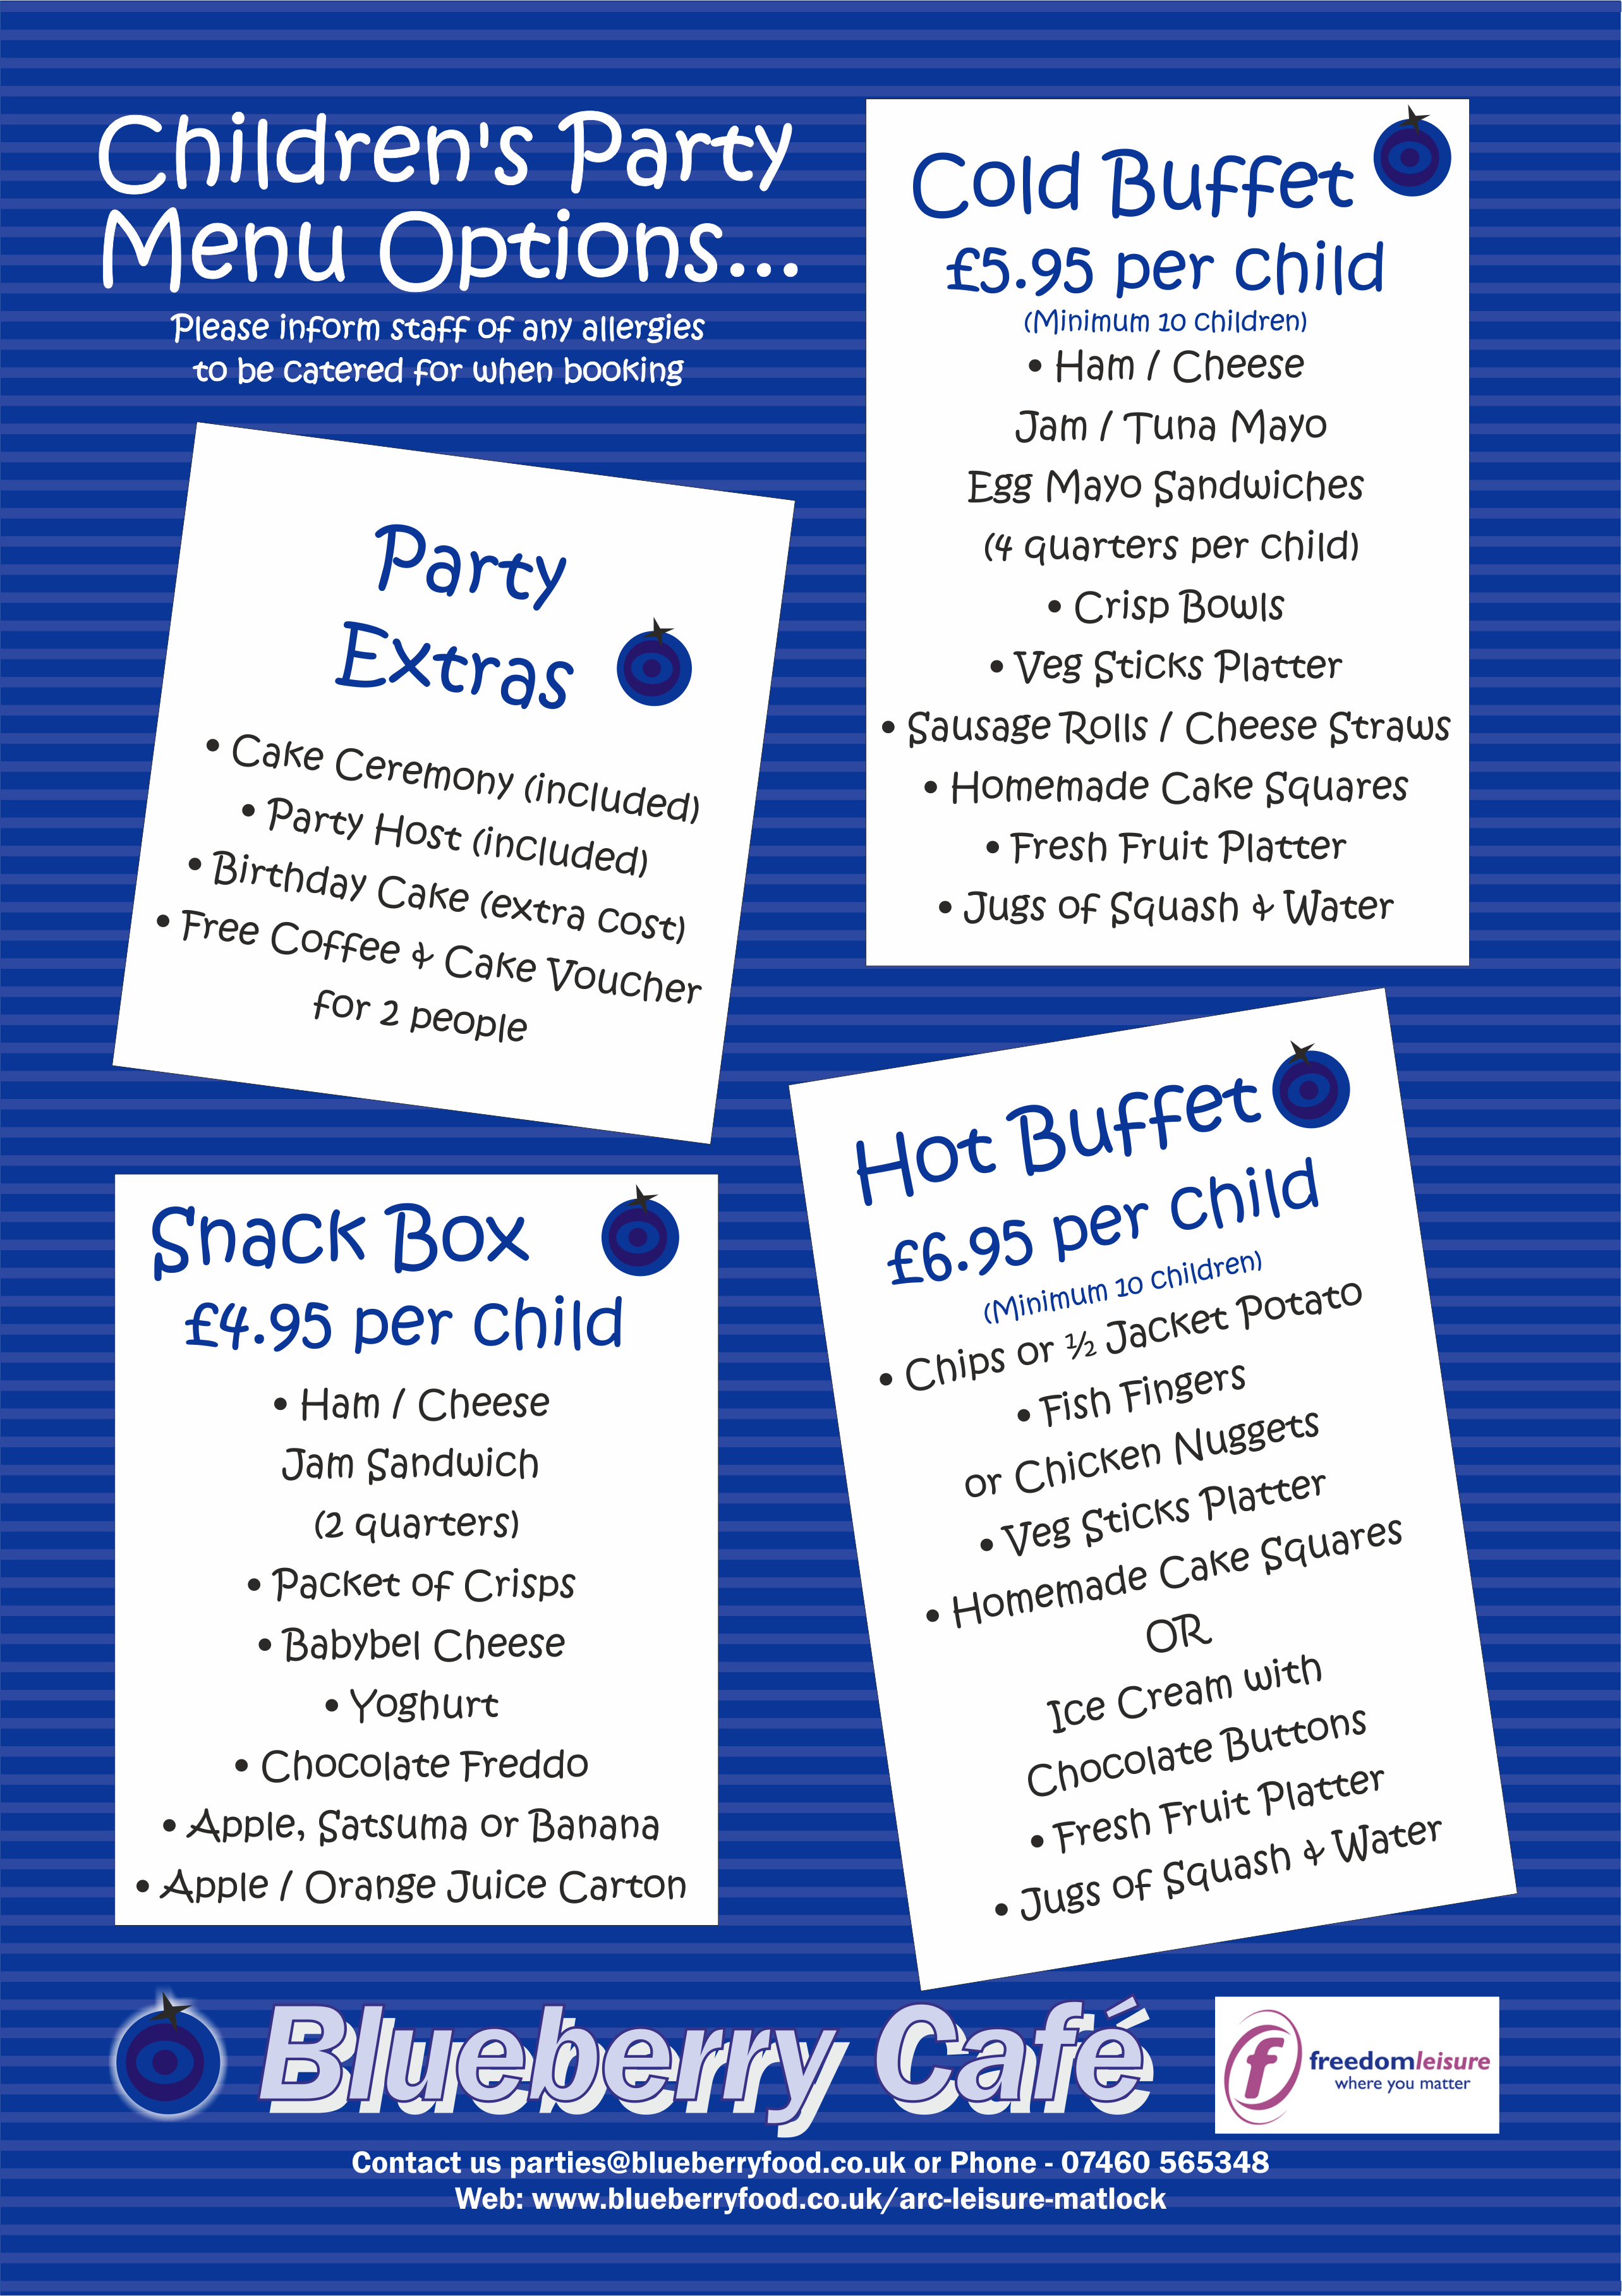 Children's Party
Menu Options...
Please inform staff of any allergies
to be catered for when booking
Party
Extras
• Cake Ceremony (included)
• Party Host (included)
• Birthday Cake (extra cost)
• Free Coffee & Cake Voucher
for 2 people
Cold Buffet
£5.95 per child
(Minimum 10 children)
• Ham / Cheese
Jam / Tuna Mayo
Egg Mayo Sandwiches
(4 quarters per child)
• Crisp Bowls
• Veg Sticks Platter
• Sausage Rolls / Cheese Straws
• Homemade Cake Squares
• Fresh Fruit Platter
• Jugs of Squash & Water
Snack Box
£4.95 per child
• Ham / Cheese
Jam Sandwich
(2 quarters)
• Packet of Crisps
• Babybel Cheese
• Yoghurt
• Chocolate Freddo
• Apple, Satsuma or Banana
• Apple / Orange Juice Carton
Hot Buffet
£6.95 per child
(Minimum 10 children)
• Chips or ½ Jacket Potato
• Fish Fingers
or Chicken Nuggets
• Veg Sticks Platter
• Homemade Cake Squares
OR
Ice Cream with
Chocolate Buttons
• Fresh Fruit Platter
• Jugs of Squash & Water
Blueberry Café
f
freedomleisure
where you matter
Contact us parties@blueberryfood.co.uk or Phone - 07460 565348
Web: www.blueberryfood.co.uk/arc-leisure-matlock